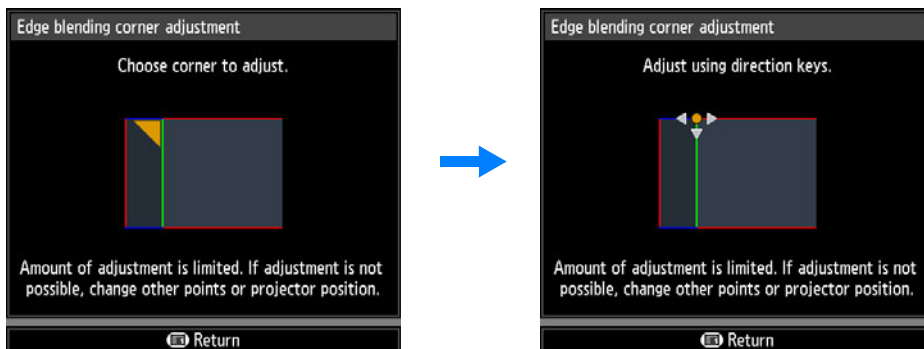 Edge blending corner adjustment
Choose corner to adjust.
Amount of adjustment is limited. If adjustment is not
possible, change other points or projector position.
Return
Edge blending corner adjustment
Adjust using direction keys.
Amount of adjustment is limited. If adjustment is not
possible, change other points or projector position.
Return